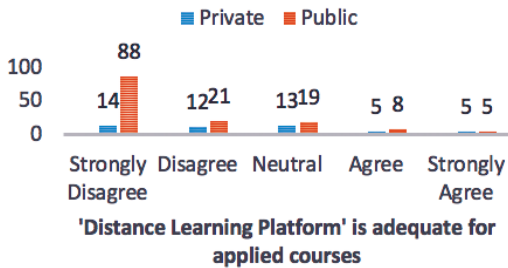 Private Public
100
50
0
14 88 12 21 13 19 5 8 5 5
Strongly Disagree Disagree Neutral Agree Strongly Agree
'Distance Learning Platform' is adequate for
applied courses